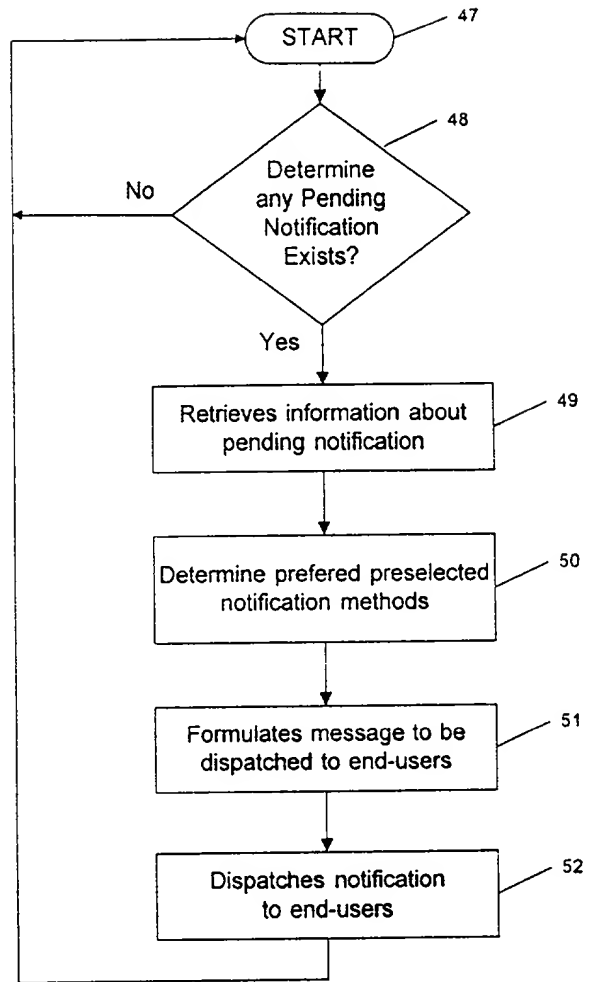 START
47
48
Determine
any Pending
Notification
Exists?
No
Yes
Retrieves information about
pending notification
49
Determine prefered preselected
notification methods
50
Formulates message to be
dispatched to end-users
51
Dispatches notification
to end-users
52